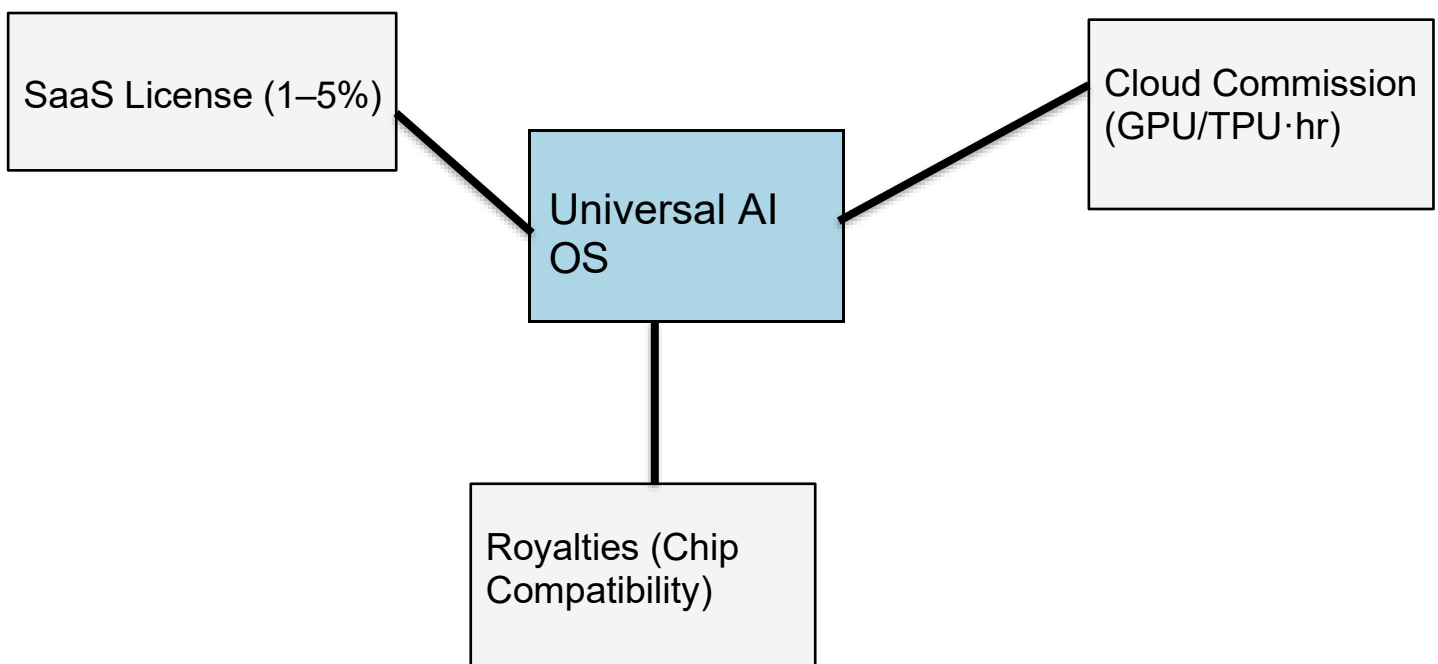 SaaS License (1–5%)
Cloud Commission
(GPU/TPU·hr)
Universal AI
OS
Royalties (Chip
Compatibility)